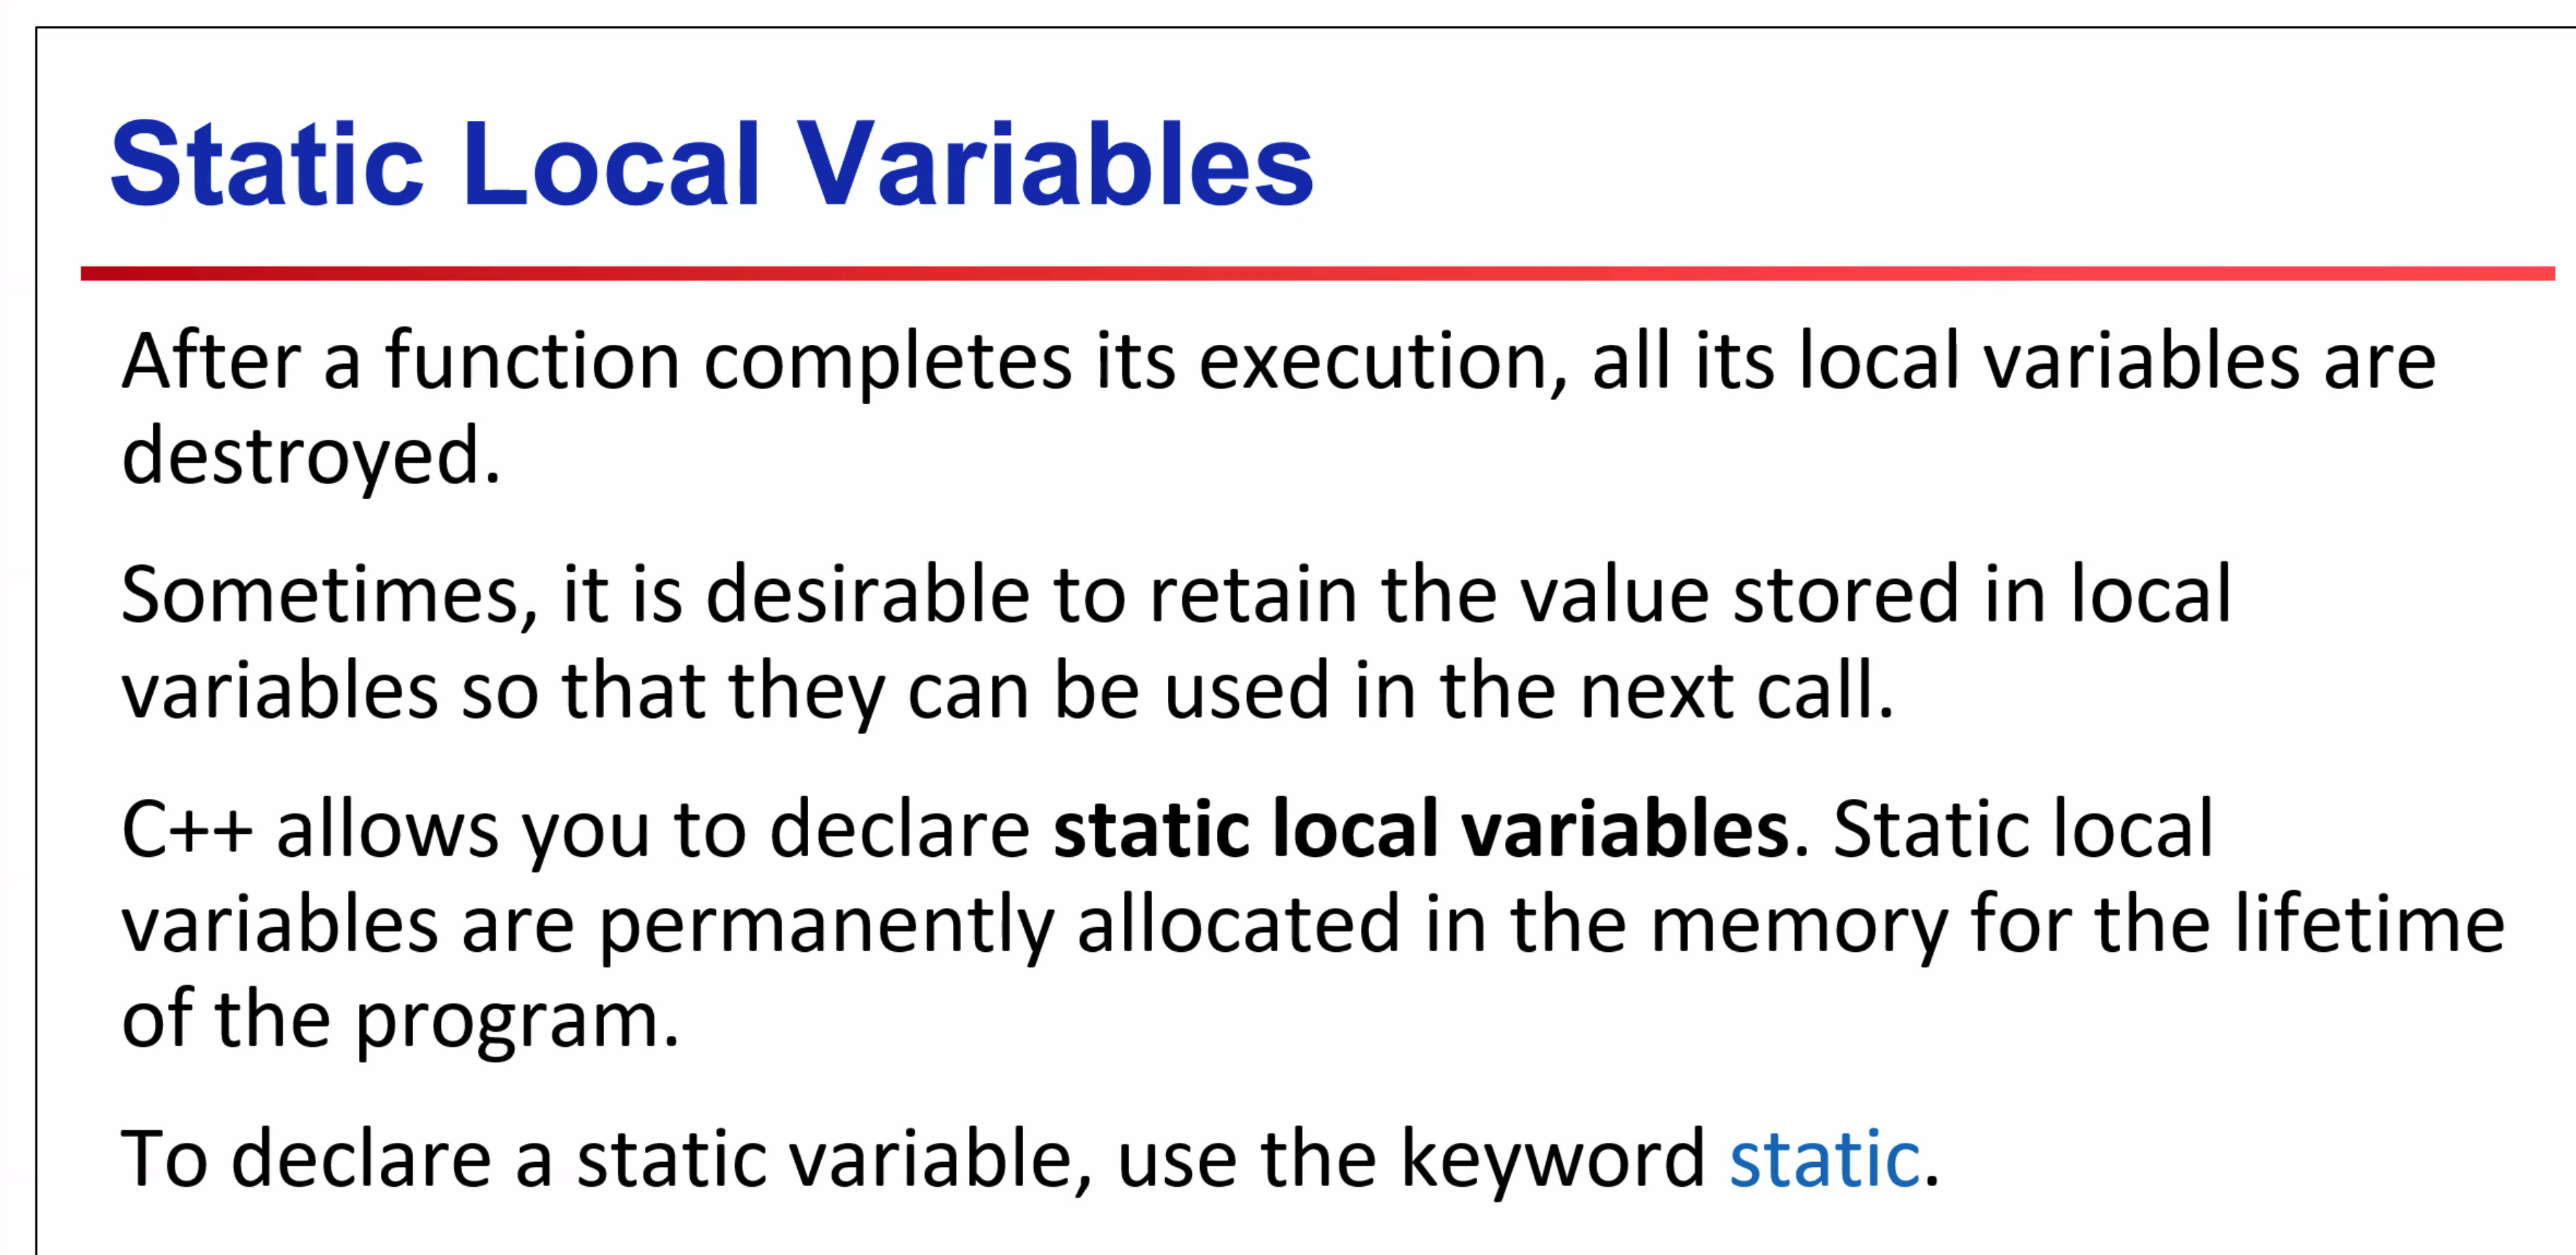 Static Local Variables
After a function completes its execution, all its local variables are
destroyed.
Sometimes, it is desirable to retain the value stored in local
variables so that they can be used in the next call.
C++ allows you to declare static local variables. Static local
variables are permanently allocated in the memory for the lifetime
of the program.
To declare a static variable, use the keyword static.